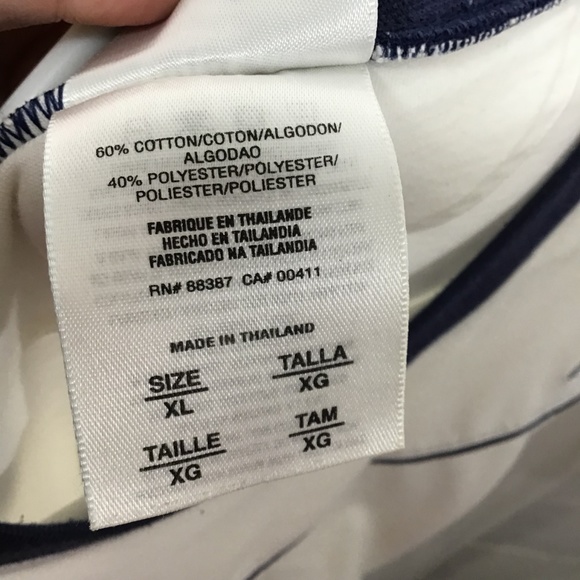 60% COTTON/COTON/ALGODON/
ALGODAO
40% POLYESTER/POLYESTER/
POLIESTER/POLIESTER
FABRIQUE EN THAILANDE
HECHO EN TAILANDIA
FABRICADO NA TAILANDIA
RN# 88387 CA# 00411
MADE IN THAILAND
SIZE
XL
TALLA
XG
TAILLE
XG
TAM
XG